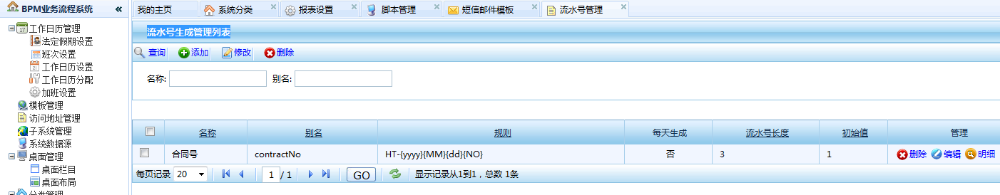 BPM业务流程系统
工作日历管理
法定假期设置
班次设置
工作日历设置
工作日历分配
加班设置
模板管理
访问地址管理
子系统管理
系统数据源
桌面管理
桌面栏目
桌面布局
分类管理
我的主页 系统分类 报表设置 脚本管理 短信邮件模板 流水号管理
流水号生成管理列表
查询 添加 修改 删除
名称: 别名:
名称 别名 规则 每天生成 流水号长度 初始值 管理
合同号 contractNo HT-{yyyy}{MM}{dd}{NO} 否 3 1 删除 编辑 明细
每页记录 20 1 / 1 GO 显示记录从1到1，总数 1条